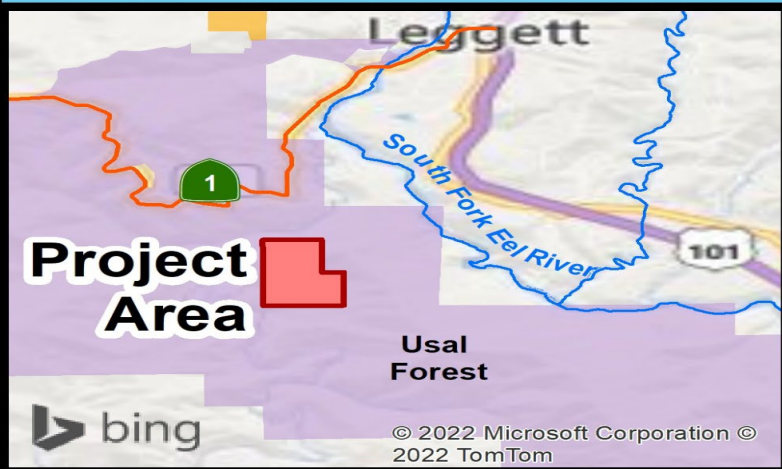 Leggett
1
South Fork Eel River
101
Project
Area
Usal
Forest
bing
© 2022 Microsoft Corporation ©
2022 TomTom